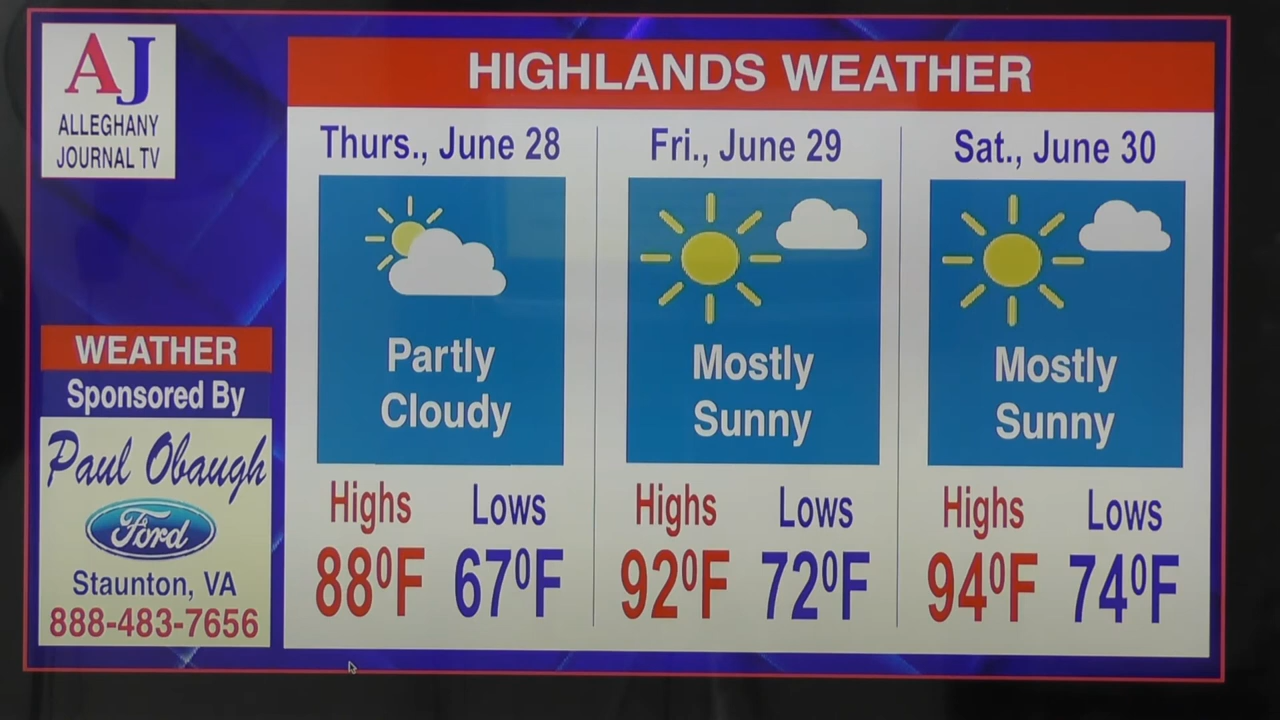 AJ
ALLEGHANY
JOURNAL TV
WEATHER
Sponsored By
Paul Obaugh
Ford
Staunton, VA
888-483-7656
HIGHLANDS WEATHER
Thurs., June 28
Partly
Cloudy
Highs Lows
88⁰F 67⁰F
Fri., June 29
Mostly
Sunny
Highs Lows
92⁰F 72⁰F
Sat., June 30
Mostly
Sunny
Highs Lows
94⁰F 74⁰F